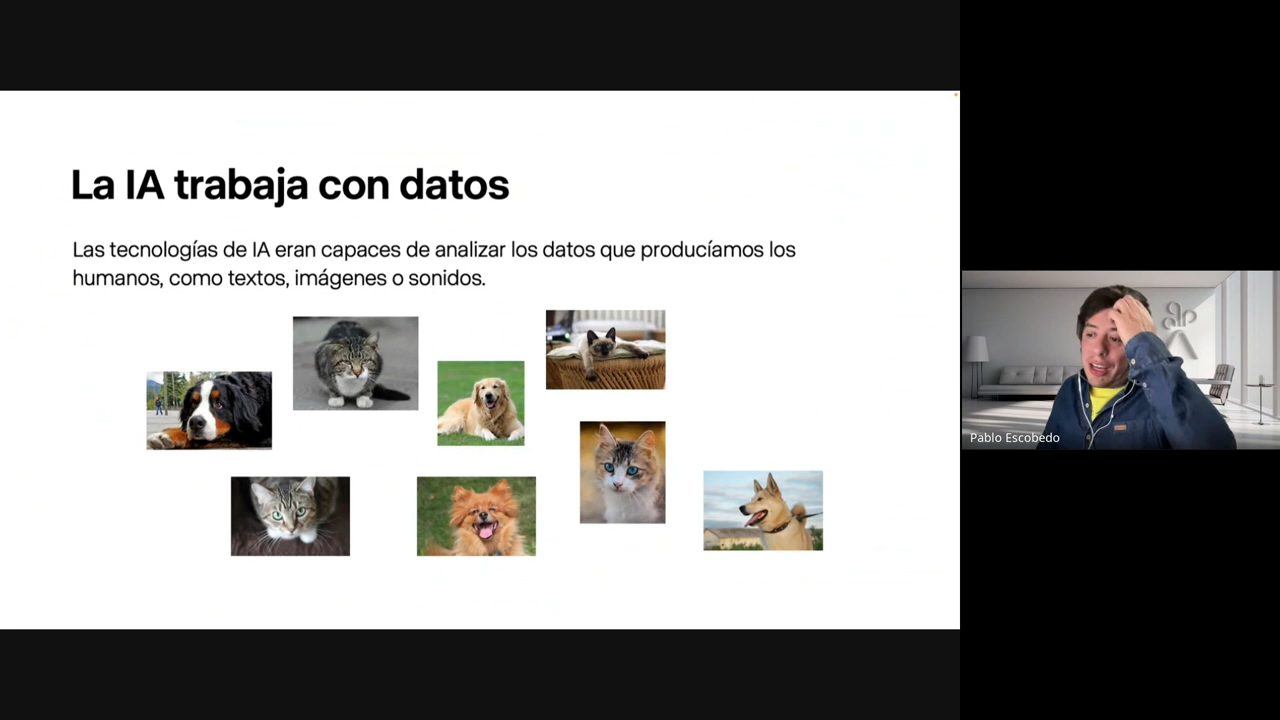 La IA trabaja con datos
Las tecnologías de IA eran capaces de analizar los datos que producíamos los
humanos, como textos, imágenes o sonidos.
Pablo Escobedo